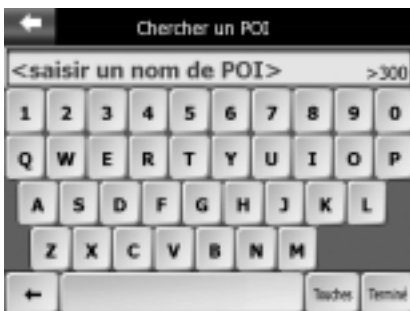 Chercher un POI
<saisir un nom de POI> >300
1 2 3 4 5 6 7 8 9 0
Q W E R T Y U I O P
A S D F G H J K L
Z X C V B N M
Touches Terminé